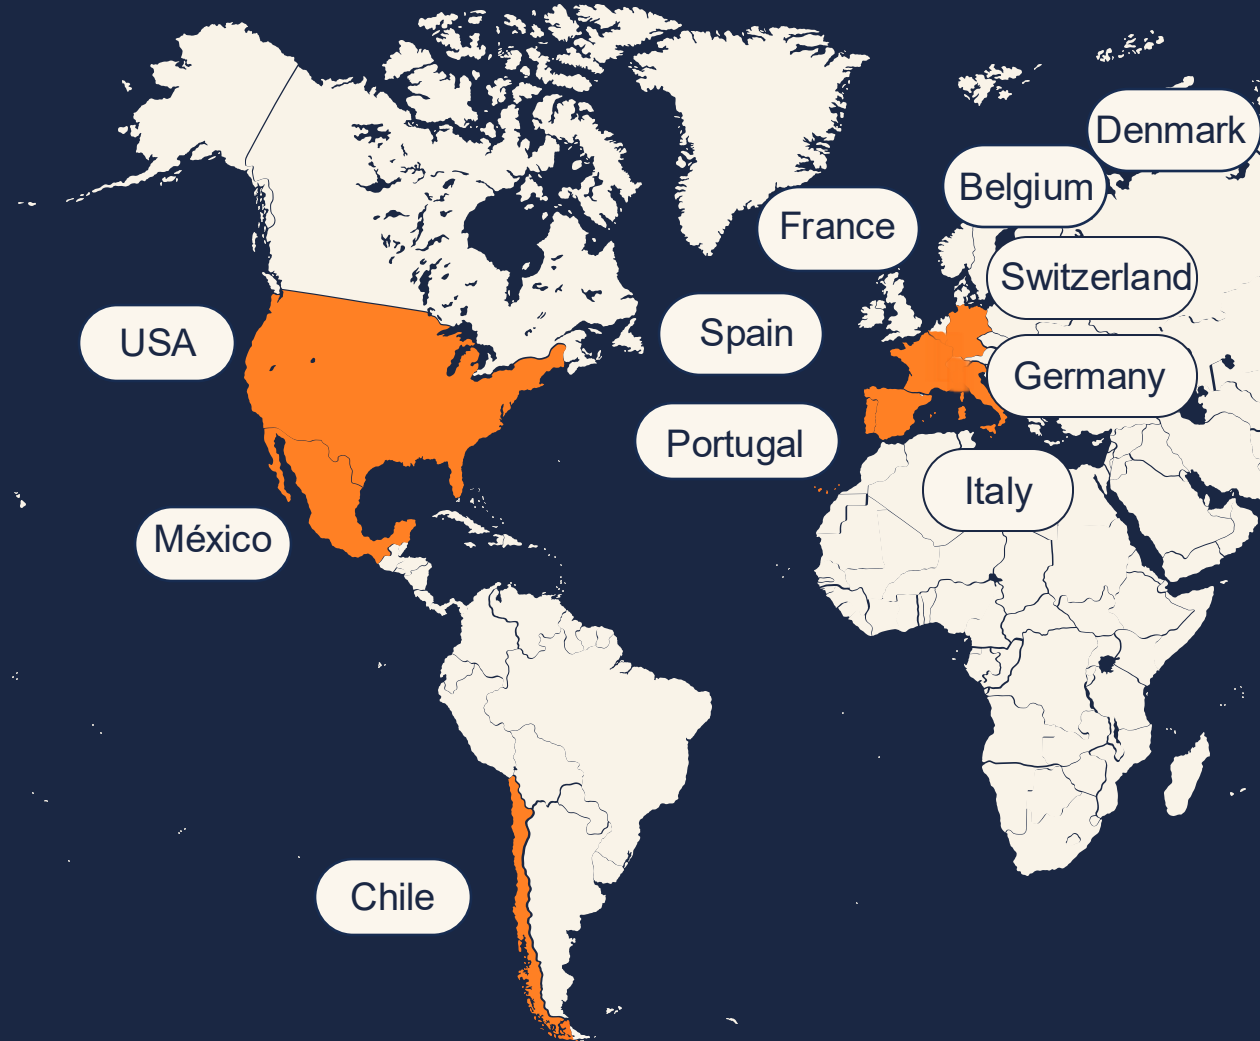 Denmark
Belgium
France
Switzerland
USA
Spain
Germany
Portugal
Italy
México
Chile